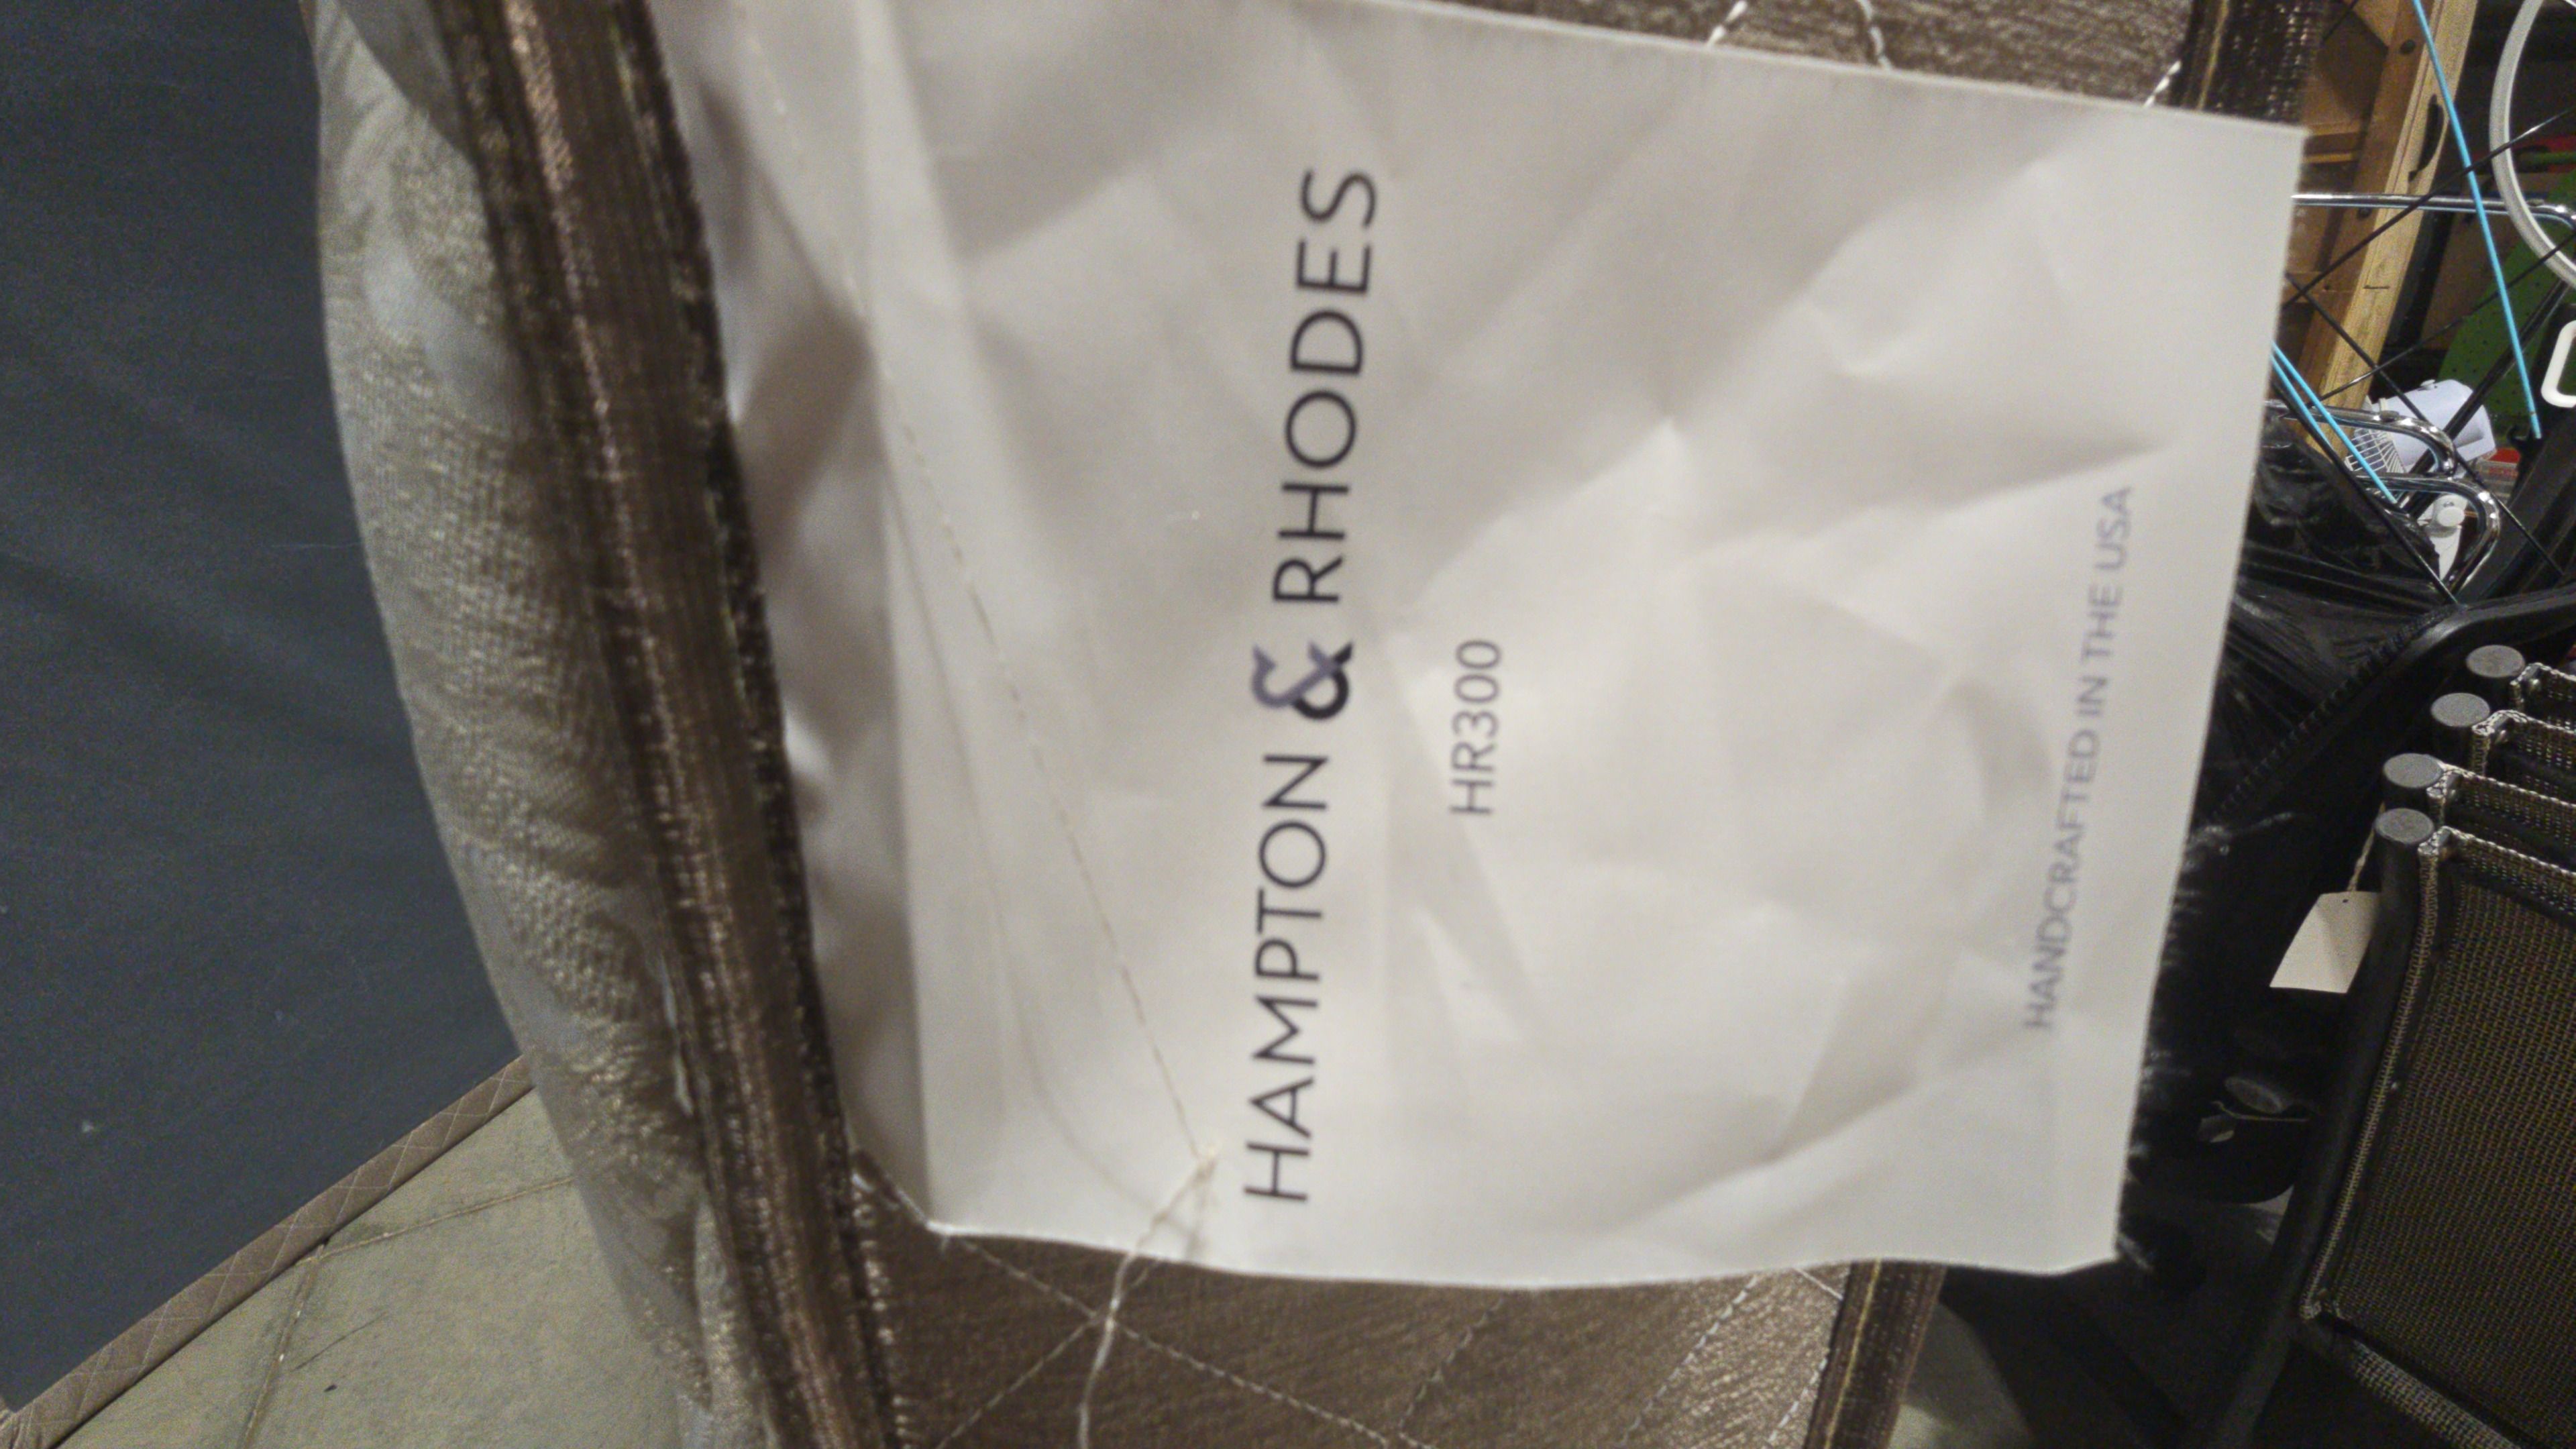 HAMPTON & RHODES
HR300
HANDCRAFTED IN THE USA